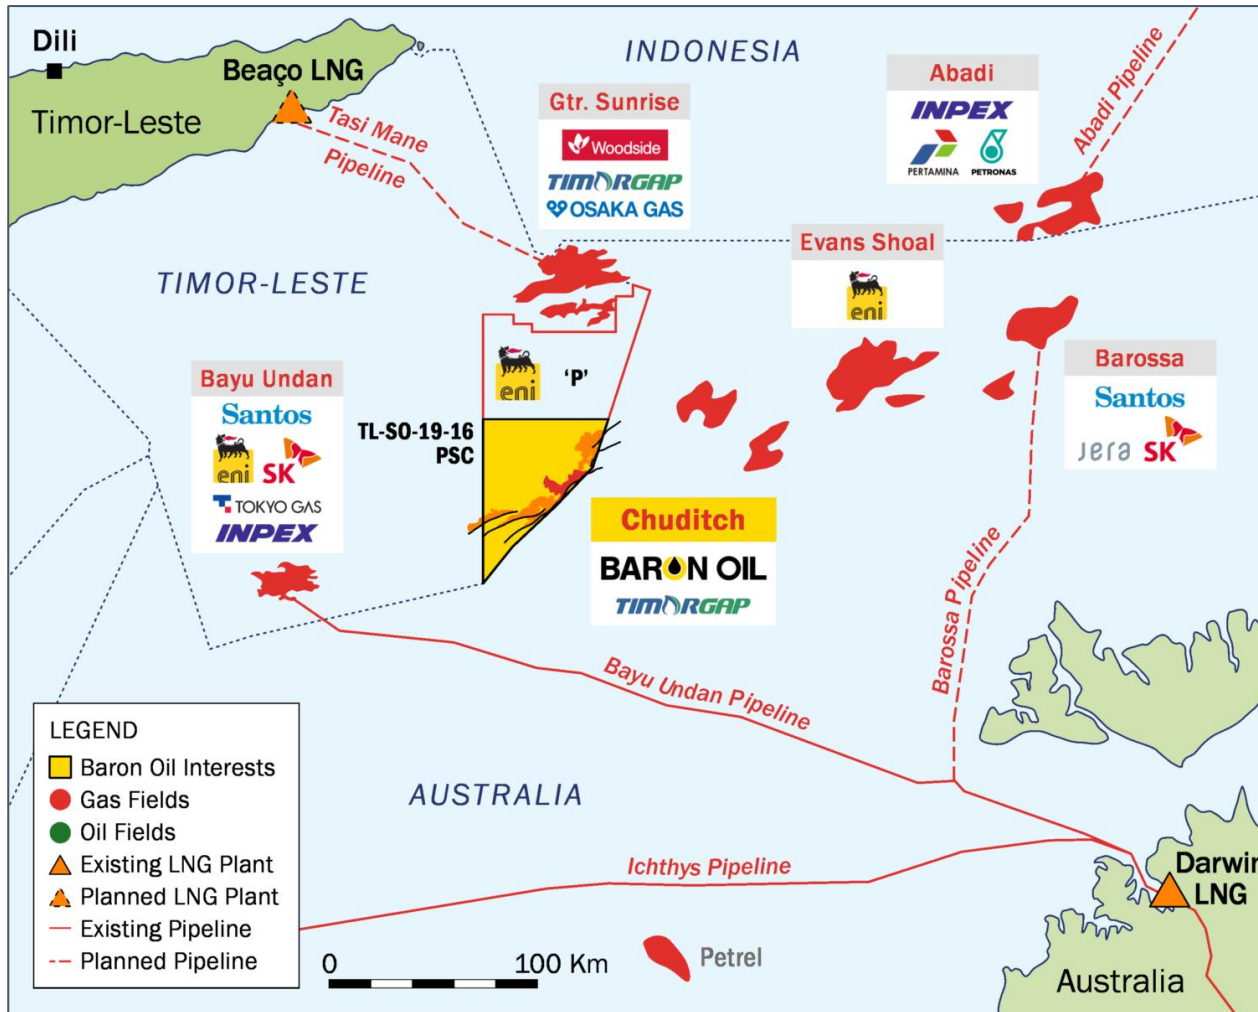 INDONESIA
Dili
Beaço LNG
Timor-Leste
Tasi Mane
Pipeline
Gtr. Sunrise
Woodside
TIMORGAP
OSAKA GAS
Abadi
INPEX
PERTAMINA
PETRONAS
Abadi Pipeline
Evans Shoal
eni
TIMOR-LESTE
eni
'P'
Bayu Undan
Santos
eni
SK
TOKYO GAS
INPEX
TL-SO-19-16
PSC
Chuditch
BARON OIL
TIMORGAP
Barossa
Santos
Jera
SK
Barossa Pipeline
Bayu Undan Pipeline
AUSTRALIA
Ichthys Pipeline
Darwin
LNG
Australia
Petrel
0
100 Km
LEGEND
Baron Oil Interests
Gas Fields
Oil Fields
Existing LNG Plant
Planned LNG Plant
Existing Pipeline
Planned Pipeline